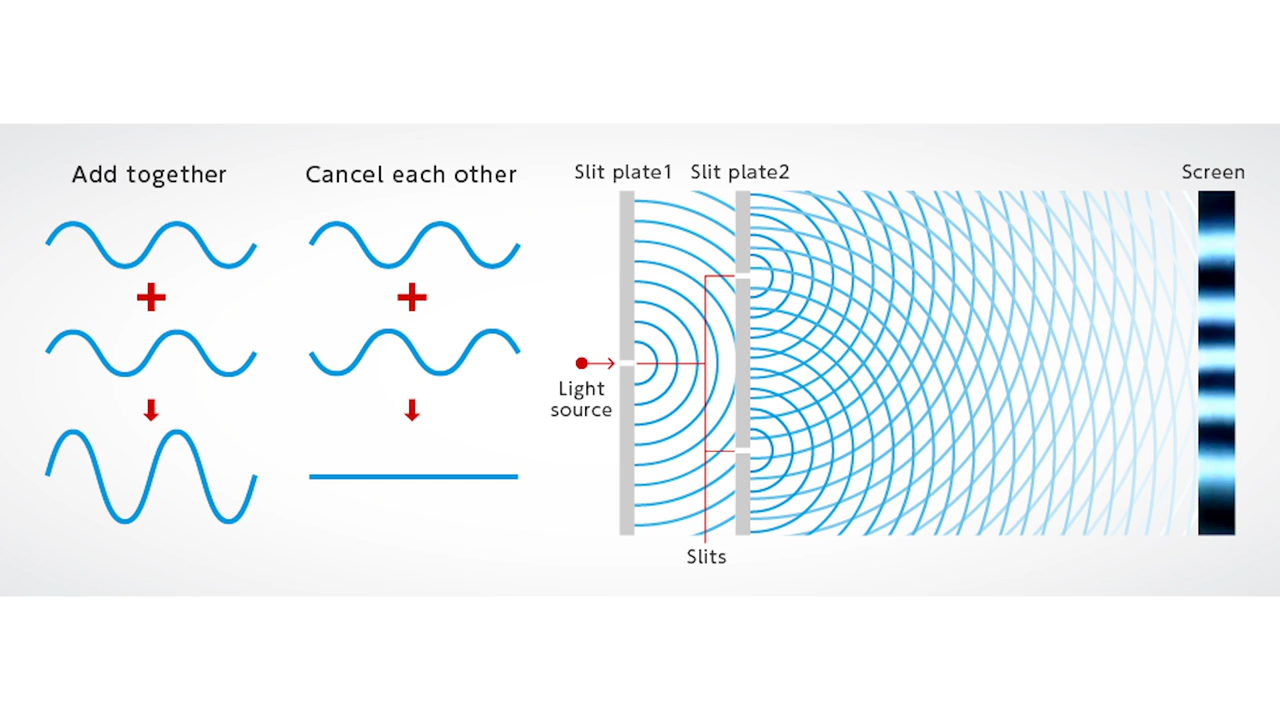 Add together
Cancel each other
Slit plate1
Slit plate2
Screen
Light
source
Slits